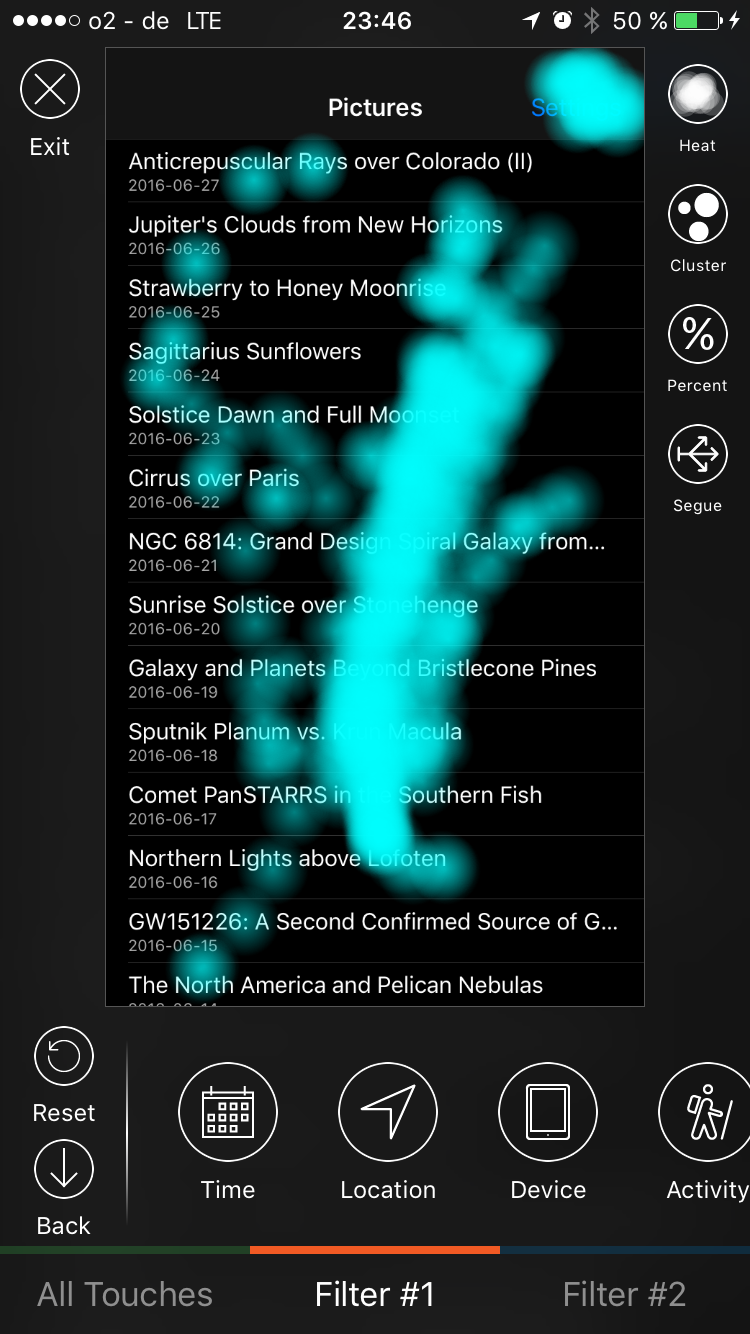 o2 - de LTE 23:46 50 %
Exit
Pictures
Heat
Cluster
%
Percent
Segue
Anticrepuscular Rays over Colorado (II)
2016-06-27
Jupiter's Clouds from New Horizons
2016-06-26
Strawberry to Honey Moonrise
2016-06-25
Sagittarius Sunflowers
2016-06-24
Solstice Dawn and Full Moonset
2016-06-23
Cirrus over Paris
2016-06-22
NGC 6814: Grand Design Spiral Galaxy from...
2016-06-21
Sunrise Solstice over Stonehenge
2016-06-20
Galaxy and Planets Beyond Bristlecone Pines
2016-06-19
Sputnik Planum vs. Krun Macula
2016-06-18
Comet PanSTARRS in the Southern Fish
2016-06-17
Northern Lights above Lofoten
2016-06-16
GW151226: A Second Confirmed Source of G...
2016-06-15
The North America and Pelican Nebulas
Reset
Back
Time
Location
Device
Activity
All Touches
Filter #1
Filter #2